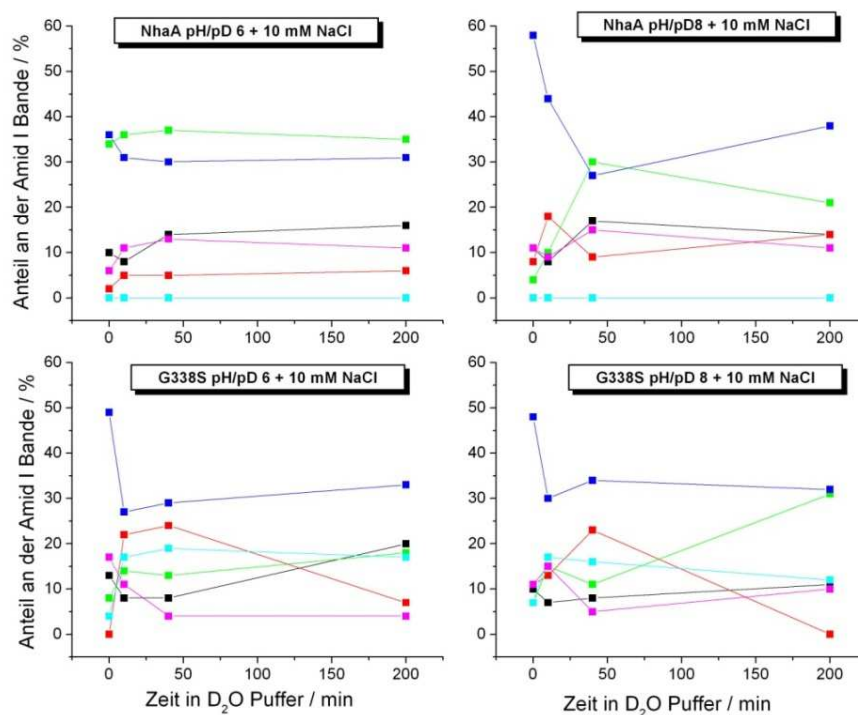 NhaA pH/pD 6 + 10 mM NaCl
NhaA pH/pD8 + 10 mM NaCl
Anteil an der Amid I Bande / %
60
50
40
30
20
10
0
0 50 100 150 200
60
50
40
30
20
10
0
0 50 100 150 200
G338S pH/pD 6 + 10 mM NaCl
G338S pH/pD 8 + 10 mM NaCl
Anteil an der Amid I Bande / %
60
50
40
30
20
10
0
0 50 100 150 200
Zeit in D₂O Puffer / min
60
50
40
30
20
10
0
0 50 100 150 200
Zeit in D₂O Puffer / min